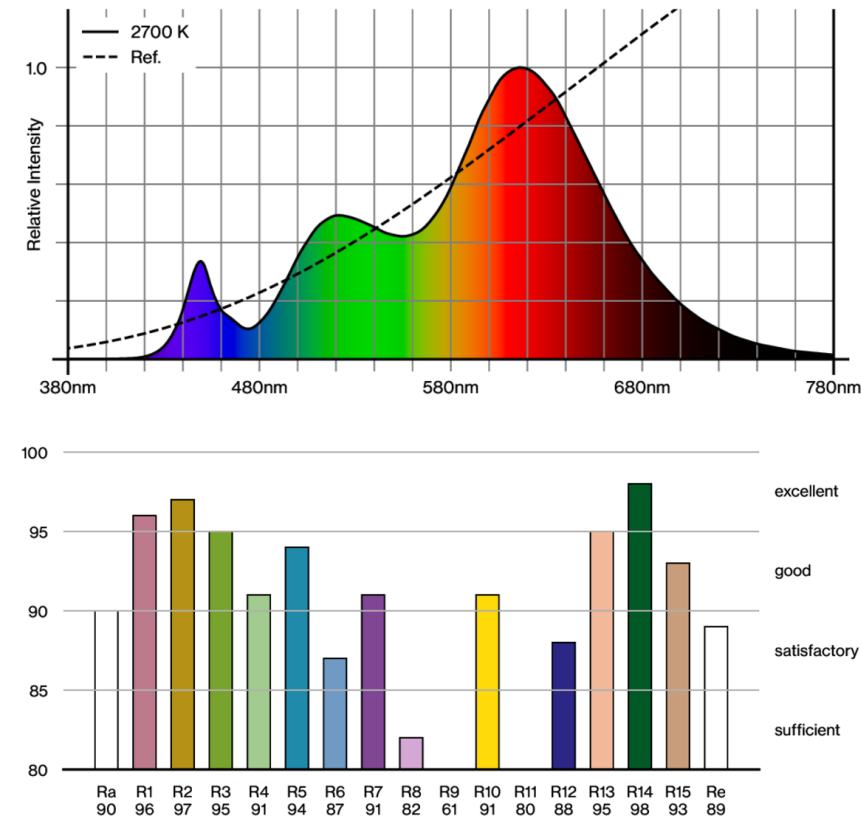 2700 K
Ref.
1.0
Relative Intensity
380nm 480nm 580nm 680nm 780nm
100
excellent
95
good
90
satisfactory
85
sufficient
80
Ra R1 R2 R3 R4 R5 R6 R7 R8 R9 R10 R11 R12 R13 R14 R15 Re
90 96 97 95 91 94 87 91 82 61 91 80 88 95 98 93 89